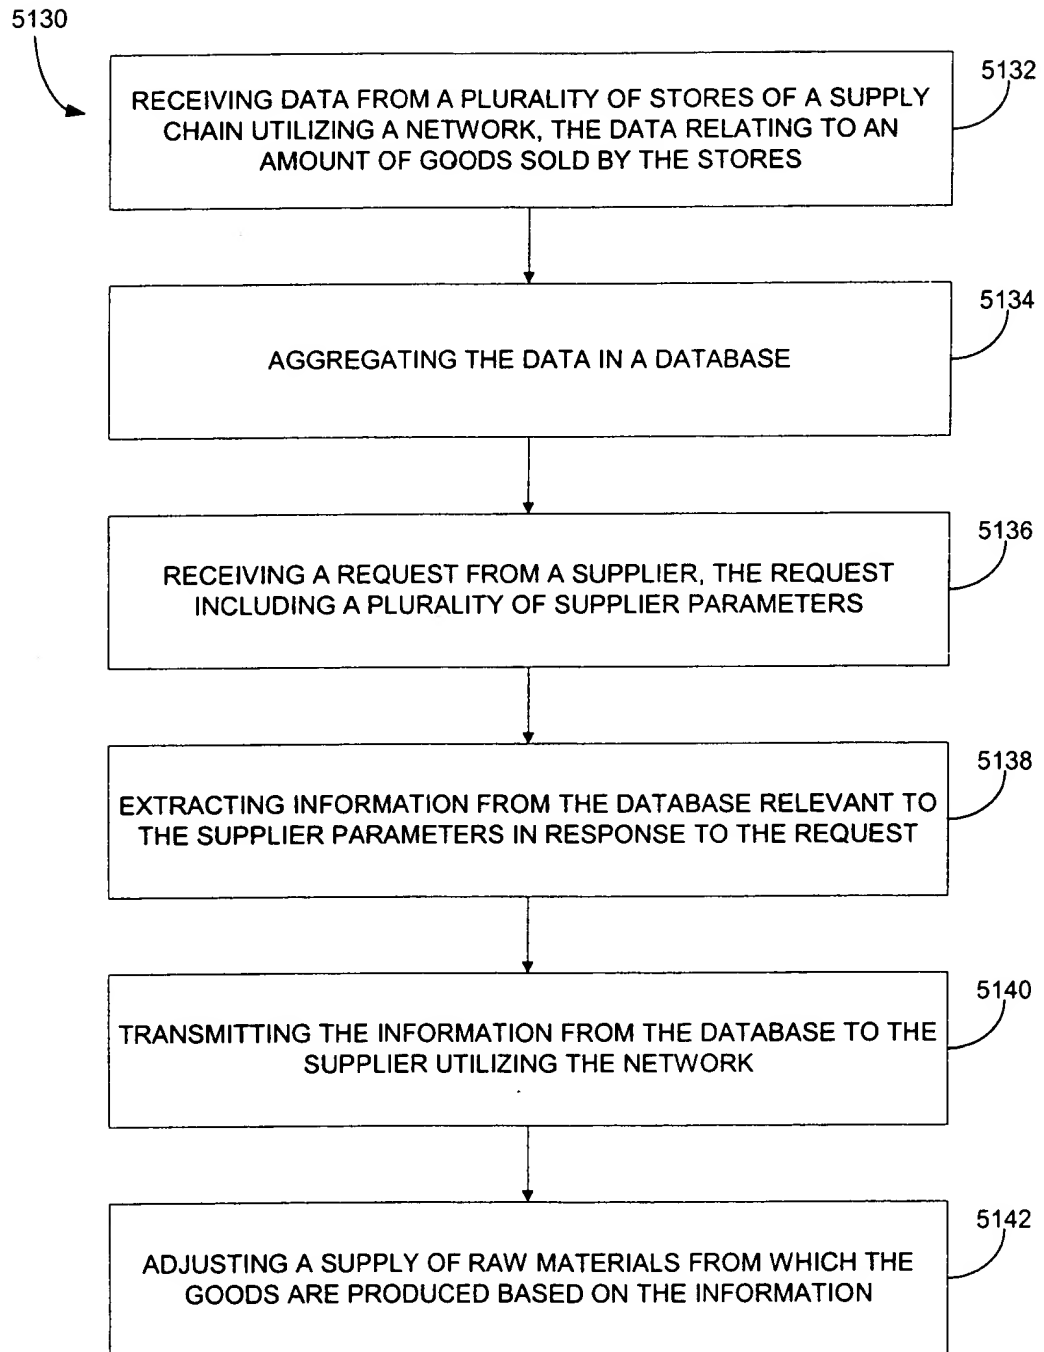 5130
5132
RECEIVING DATA FROM A PLURALITY OF STORES OF A SUPPLY
CHAIN UTILIZING A NETWORK, THE DATA RELATING TO AN
AMOUNT OF GOODS SOLD BY THE STORES
5134
AGGREGATING THE DATA IN A DATABASE
5136
RECEIVING A REQUEST FROM A SUPPLIER, THE REQUEST
INCLUDING A PLURALITY OF SUPPLIER PARAMETERS
5138
EXTRACTING INFORMATION FROM THE DATABASE RELEVANT TO
THE SUPPLIER PARAMETERS IN RESPONSE TO THE REQUEST
5140
TRANSMITTING THE INFORMATION FROM THE DATABASE TO THE
SUPPLIER UTILIZING THE NETWORK
5142
ADJUSTING A SUPPLY OF RAW MATERIALS FROM WHICH THE
GOODS ARE PRODUCED BASED ON THE INFORMATION